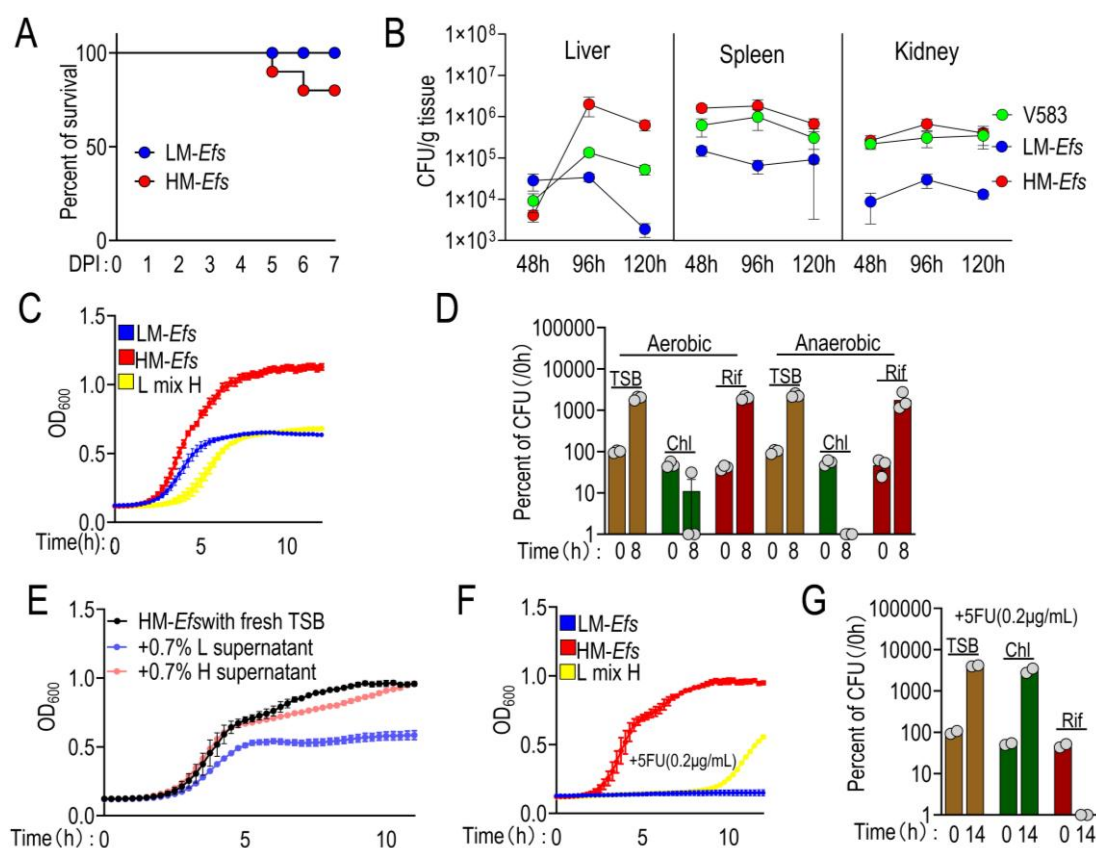 A
Percent of survival
100
50
0
LM-Efs
HM-Efs
DPI : 0 1 2 3 4 5 6 7
B
CFU/g tissue
1×10⁸
1×10⁷
1×10⁶
1×10⁵
1×10⁴
1×10³
Liver Spleen Kidney
48h 96h 120h 48h 96h 120h 48h 96h 120h
V583
LM-Efs
HM-Efs
C
OD₆₀₀
1.5
1.0
0.5
0.0
LM-Efs
HM-Efs
L mix H
Time(h) : 0 5 10
D
Percent of CFU(/0h)
100000
10000
1000
100
10
1
Aerobic Anaerobic
TSB Chl Rif TSB Chl Rif
Time(h) : 0 8 0 8 0 8 0 8 0 8 0 8
E
OD₆₀₀
1.5
1.0
0.5
0.0
HM-Efswith fresh TSB
+0.7% L supernatant
+0.7% H supernatant
Time(h) : 0 5 10
F
OD₆₀₀
1.5
1.0
0.5
0.0
LM-Efs
HM-Efs
L mix H
+5FU(0.2μg/mL)
Time(h) : 0 5 10
G
Percent of CFU(/0h)
100000
10000
1000
100
10
1
+5FU(0.2μg/mL)
TSB Chl Rif
Time(h) : 0 14 0 14 0 14